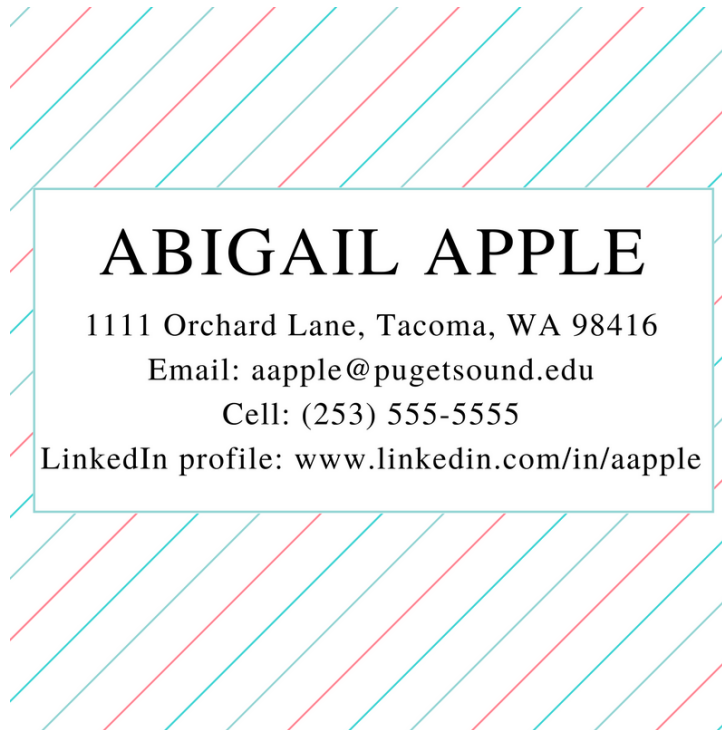 ABIGAIL APPLE
1111 Orchard Lane, Tacoma, WA 98416
Email: aapple@pugetsound.edu
Cell: (253) 555-5555
LinkedIn profile: www.linkedin.com/in/aapple